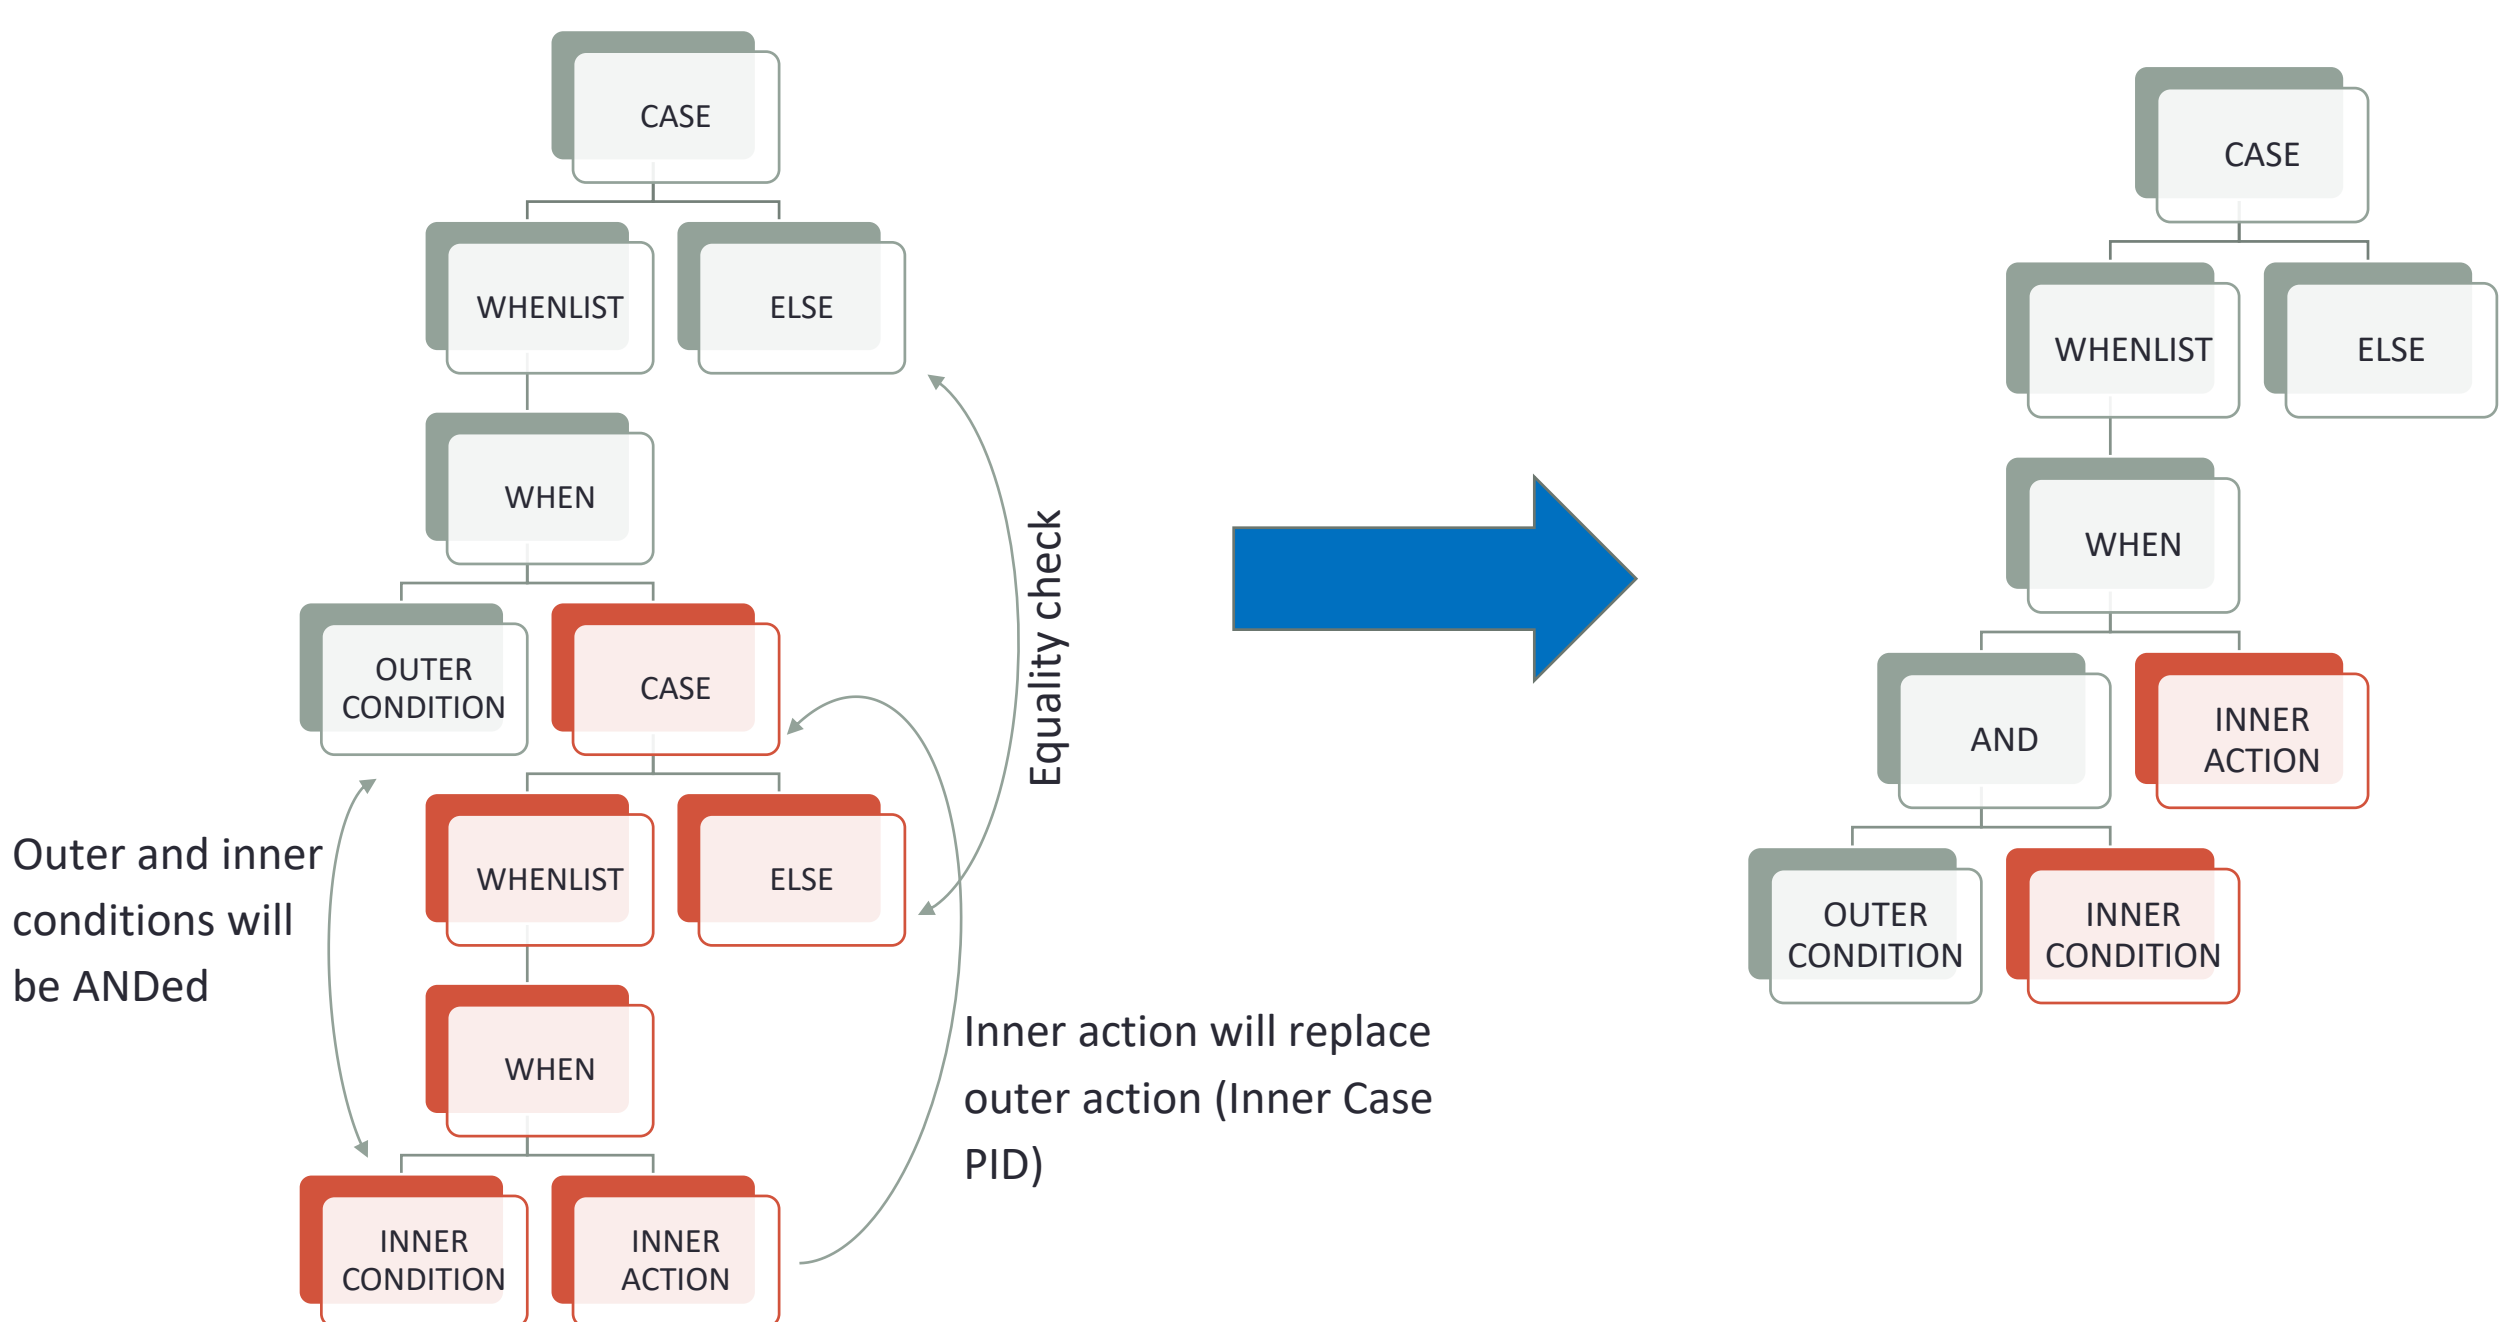 CASE
WHENLIST
ELSE
WHEN
OUTER
CONDITION
CASE
WHENLIST
ELSE
WHEN
INNER
CONDITION
INNER
ACTION
Outer and inner
conditions will
be ANDed
Equality check
Inner action will replace
outer action (Inner Case
PID)
CASE
WHENLIST
ELSE
WHEN
AND
INNER
ACTION
OUTER
CONDITION
INNER
CONDITION